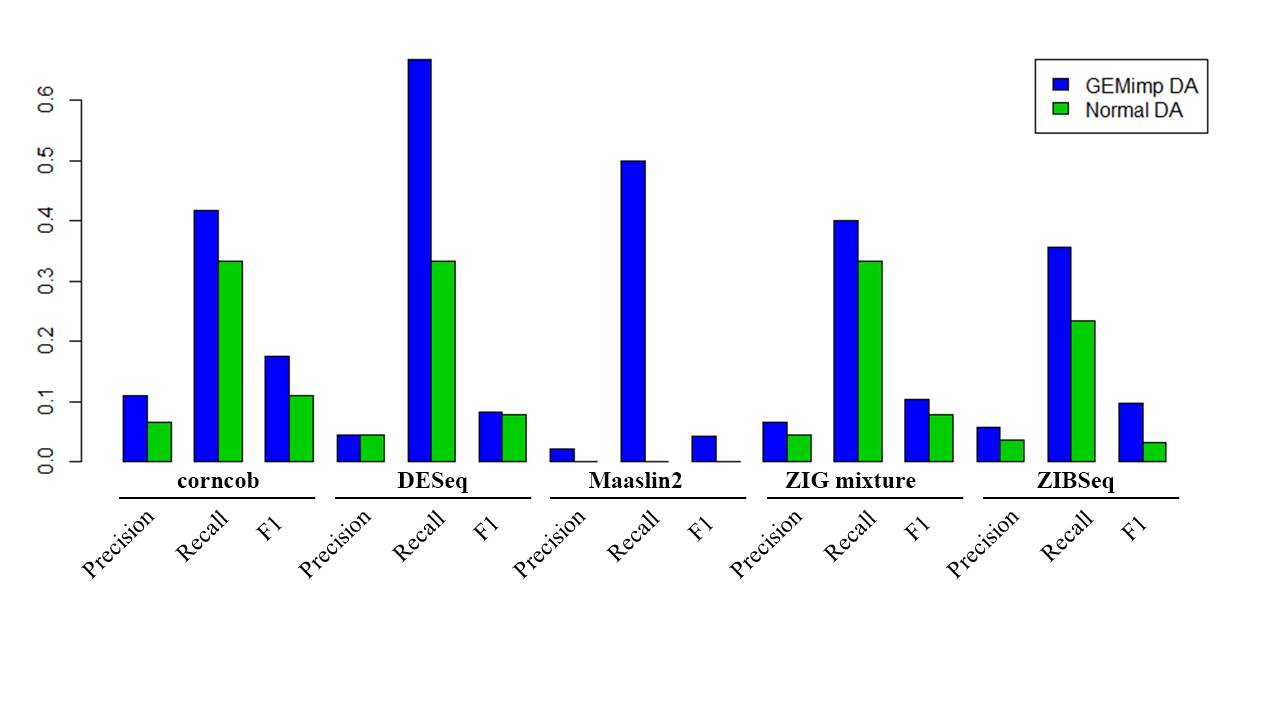 GEMimp DA
Normal DA
0.6
0.5
0.4
0.3
0.2
0.1
0.0
corncob DESeq Maaslin2 ZIG mixture ZIBSeq
Precision Recall F1 Precision Recall F1 Precision Recall F1 Precision Recall F1 Precision Recall F1